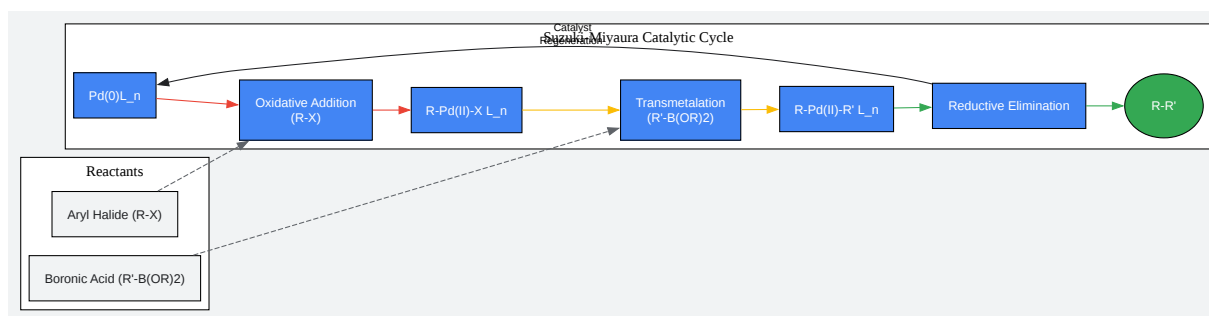 Catalyst
Regeneration
Suzuki-Miyaura Catalytic Cycle
Pd(0)L_n
Oxidative Addition
(R-X)
R-Pd(II)-X L_n
Transmetalation
(R'-B(OR)2)
R-Pd(II)-R' L_n
Reductive Elimination
R-R'
Reactants
Aryl Halide (R-X)
Boronic Acid (R'-B(OR)2)